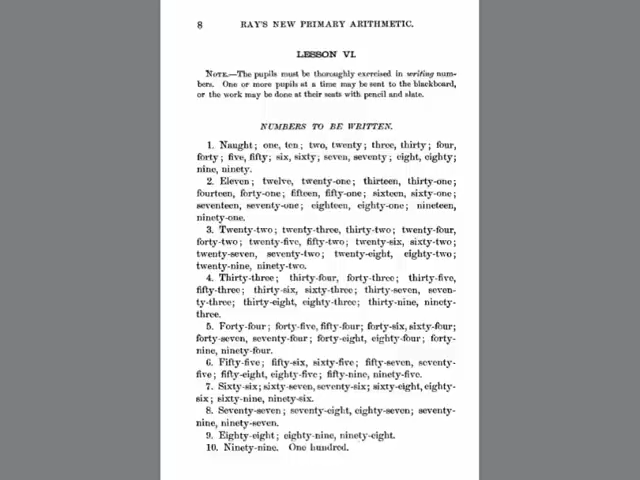 8 RAY'S NEW PRIMARY ARITHMETIC.
LESSON VI.
NOTE.—The pupils must be thoroughly exercised in writing num-
bers. One or more pupils at a time may be sent to the blackboard,
or the work may be done at their seats with pencil and slate.
NUMBERS TO BE WRITTEN.
1. Naught; one, ten; two, twenty; three, thirty; four,
forty; five, fifty; six, sixty; seven, seventy; eight, eighty;
nine, ninety.
2. Eleven; twelve, twenty-one; thirteen, thirty-one;
fourteen, forty-one; fifteen, fifty-one; sixteen, sixty-one;
seventeen, seventy-one; eighteen, eighty-one; nineteen,
ninety-one.
3. Twenty-two; twenty-three, thirty-two; twenty-four,
forty-two; twenty-five, fifty-two; twenty-six, sixty-two;
twenty-seven, seventy-two; twenty-eight, eighty-two;
twenty-nine, ninety-two.
4. Thirty-three; thirty-four, forty-three; thirty-five,
fifty-three; thirty-six, sixty-three; thirty-seven, seven-
ty-three; thirty-eight, eighty-three; thirty-nine, ninety-
three.
5. Forty-four; forty-five, fifty-four; forty-six, sixty-four;
forty-seven, seventy-four; forty-eight, eighty-four; forty-
nine, ninety-four.
6. Fifty-five; fifty-six, sixty-five; fifty-seven, seventy-
five; fifty-eight, eighty-five; fifty-nine, ninety-five.
7. Sixty-six; sixty-seven, seventy-six; sixty-eight, eighty-
six; sixty-nine, ninety-six.
8. Seventy-seven; seventy-eight, eighty-seven; seventy-
nine, ninety-seven.
9. Eighty-eight; eighty-nine, ninety-eight.
10. Ninety-nine. One hundred.